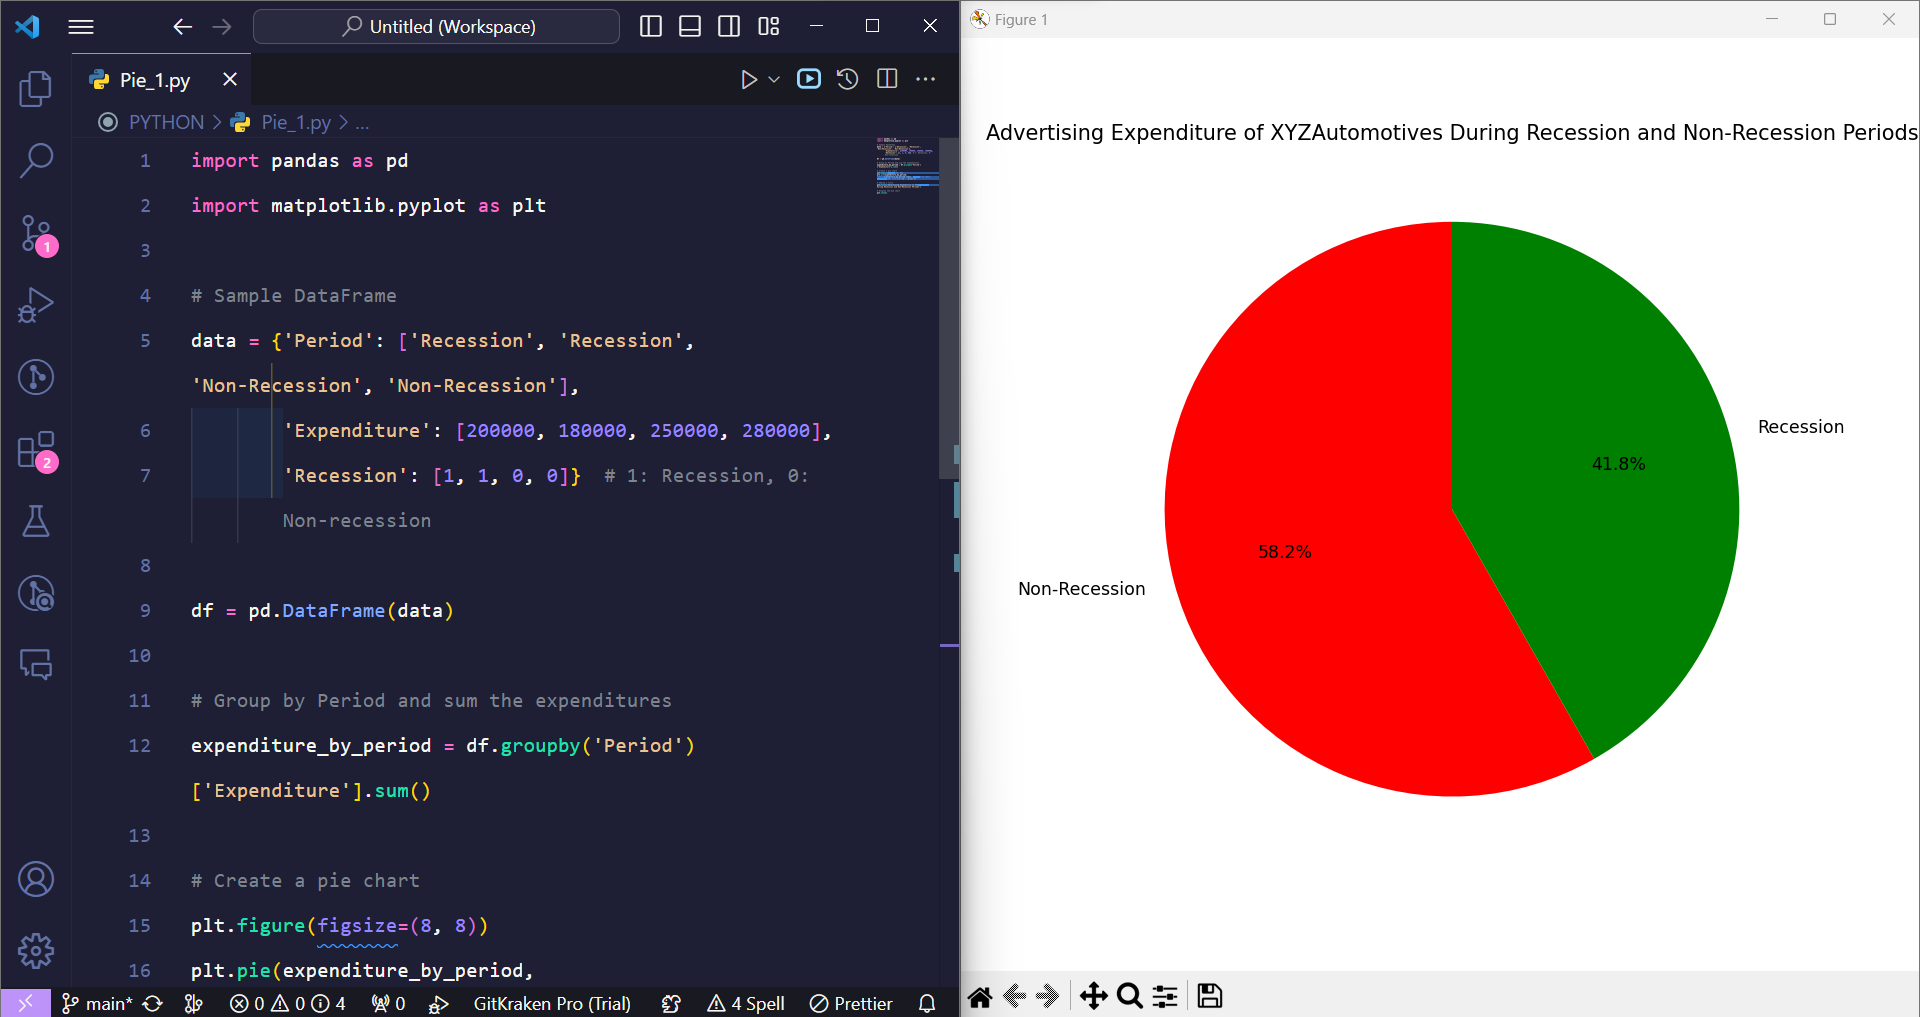 Untitled (Workspace)
Pie_1.py
PYTHON > Pie_1.py > ...
1 import pandas as pd
2 import matplotlib.pyplot as plt
3
4 # Sample DataFrame
5 data = {'Period': ['Recession', 'Recession',
'Non-Recession', 'Non-Recession'],
6 'Expenditure': [200000, 180000, 250000, 280000],
7 'Recession': [1, 1, 0, 0]} # 1: Recession, 0:
Non-recession
8
9 df = pd.DataFrame(data)
10
11 # Group by Period and sum the expenditures
12 expenditure_by_period = df.groupby('Period')
['Expenditure'].sum()
13
14 # Create a pie chart
15 plt.figure(figsize=(8, 8))
16 plt.pie(expenditure_by_period,
1
2
main* 0 0 4 0 GitKraken Pro (Trial) 4 Spell Prettier
Figure 1
Advertising Expenditure of XYZAutomotives During Recession and Non-Recession Periods
Recession
41.8%
58.2%
Non-Recession